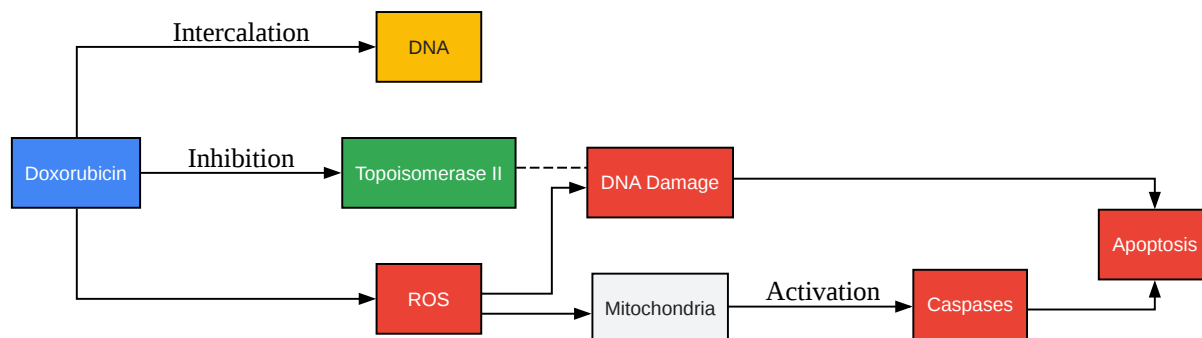 Intercalation
DNA
Doxorubicin
Inhibition
Topoisomerase II
DNA Damage
Apoptosis
ROS
Mitochondria
Activation
Caspases